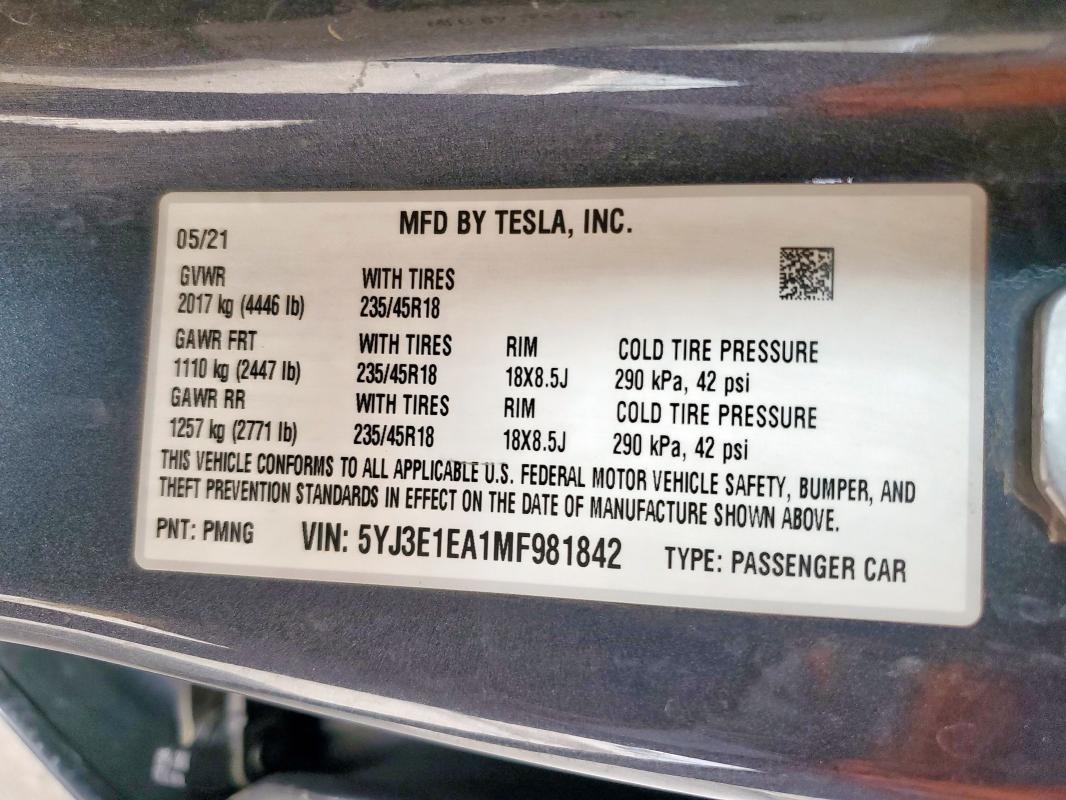 MFD BY TESLA, INC.
05/21
GVWR WITH TIRES
2017 kg (4446 lb) 235/45R18
GAWR FRT WITH TIRES RIM COLD TIRE PRESSURE
1110 kg (2447 lb) 235/45R18 18X8.5J 290 kPa, 42 psi
GAWR RR WITH TIRES RIM COLD TIRE PRESSURE
1257 kg (2771 lb) 235/45R18 18X8.5J 290 kPa, 42 psi
THIS VEHICLE CONFORMS TO ALL APPLICABLE U.S. FEDERAL MOTOR VEHICLE SAFETY, BUMPER, AND
THEFT PREVENTION STANDARDS IN EFFECT ON THE DATE OF MANUFACTURE SHOWN ABOVE.
PNT: PMNG VIN: 5YJ3E1EA1MF981842 TYPE: PASSENGER CAR